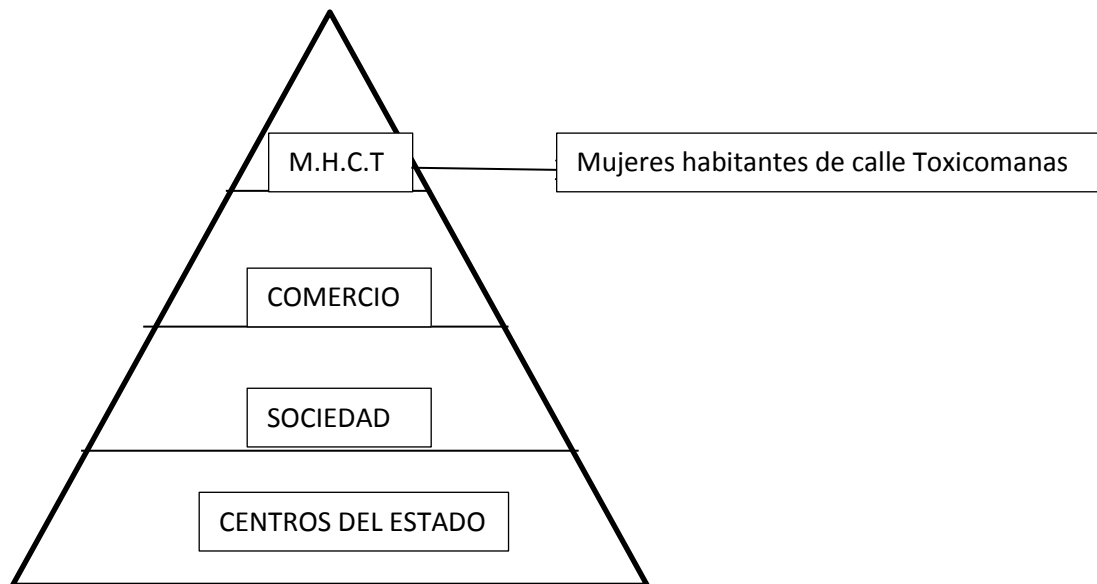 M.H.C.T
Mujeres habitantes de calle Toxicomanas
COMERCIO
SOCIEDAD
CENTROS DEL ESTADO